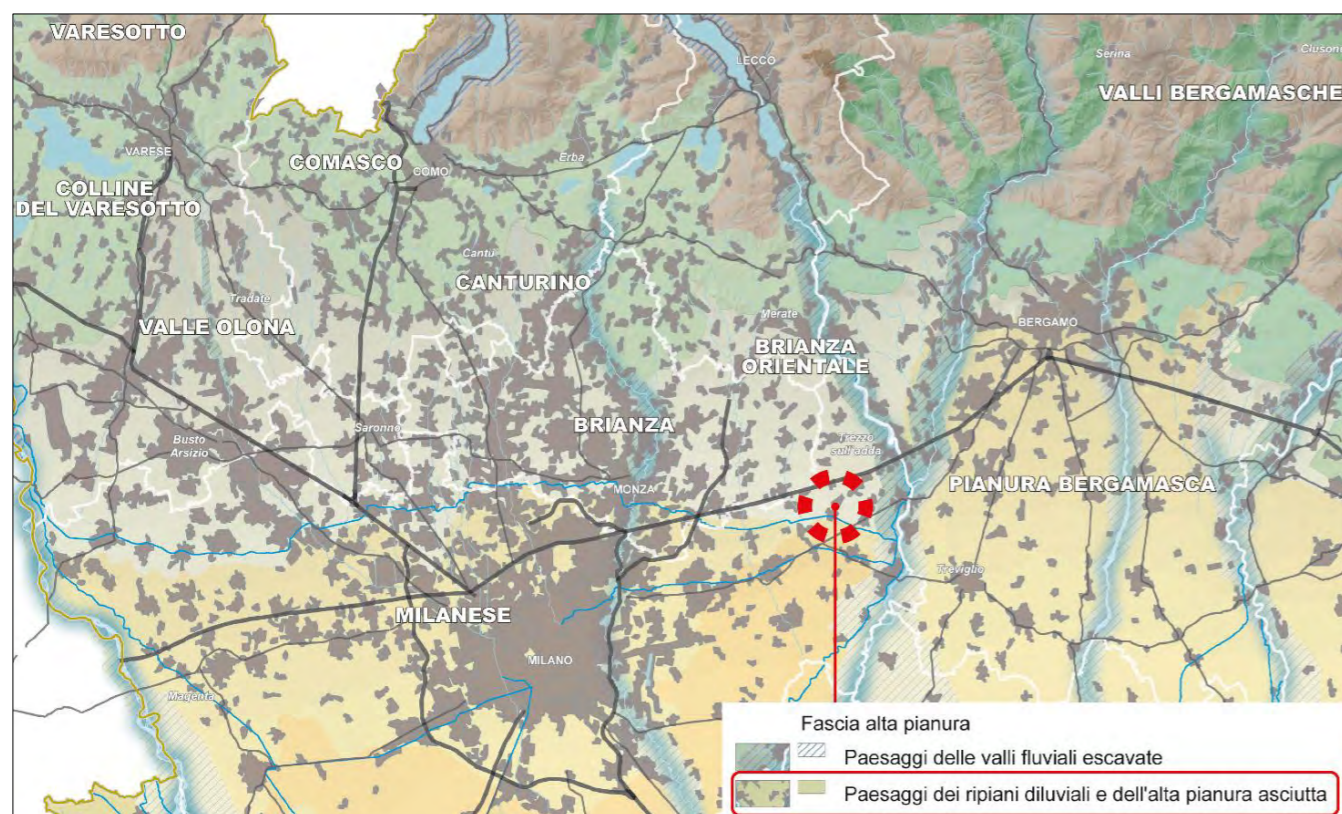 VARESOTTO
LECCO
Serina
Clusone
VALLI BERGAMASCHE
VARESE
COMASCO
COMO
Erba
COLLINE
DEL VARESOTTO
Cantù
CANTURINO
Tradate
VALLE OLONA
Merate
BERGAMO
BRIANZA
ORIENTALE
BRIANZA
Saronno
Busto
Arsizio
Trezzo
sull'adda
MONZA
PIANURA BERGAMASCA
Treviglio
MILANESE
MILANO
Magenta
Fascia alta pianura
Paesaggi delle valli fluviali escavate
Paesaggi dei ripiani diluviali e dell'alta pianura asciutta